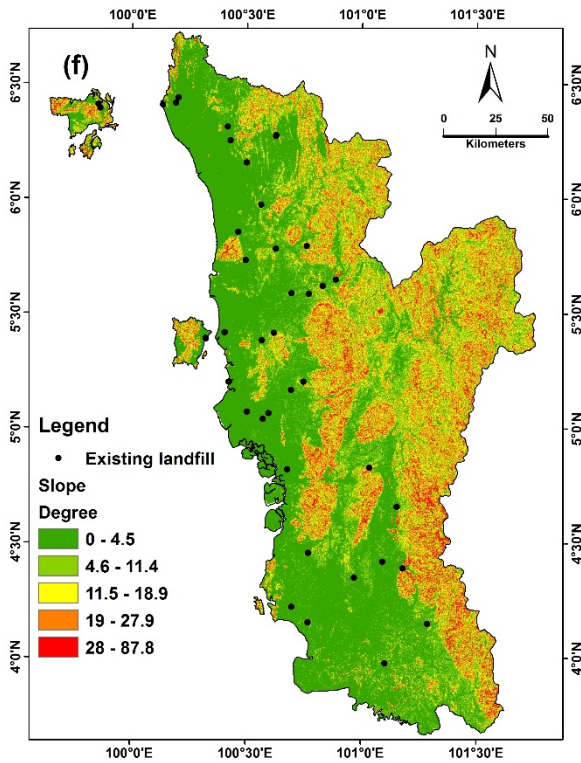 100°0'E 100°30'E 101°0'E 101°30'E
(f)
N
0 25 50
Kilometers
6°30'N
6°30'N
6°0'N
6°0'N
5°30'N
5°30'N
5°0'N
5°0'N
4°30'N
4°30'N
4°0'N
4°0'N
Legend
Existing landfill
Slope
Degree
0 - 4.5
4.6 - 11.4
11.5 - 18.9
19 - 27.9
28 - 87.8
100°0'E 100°30'E 101°0'E 101°30'E